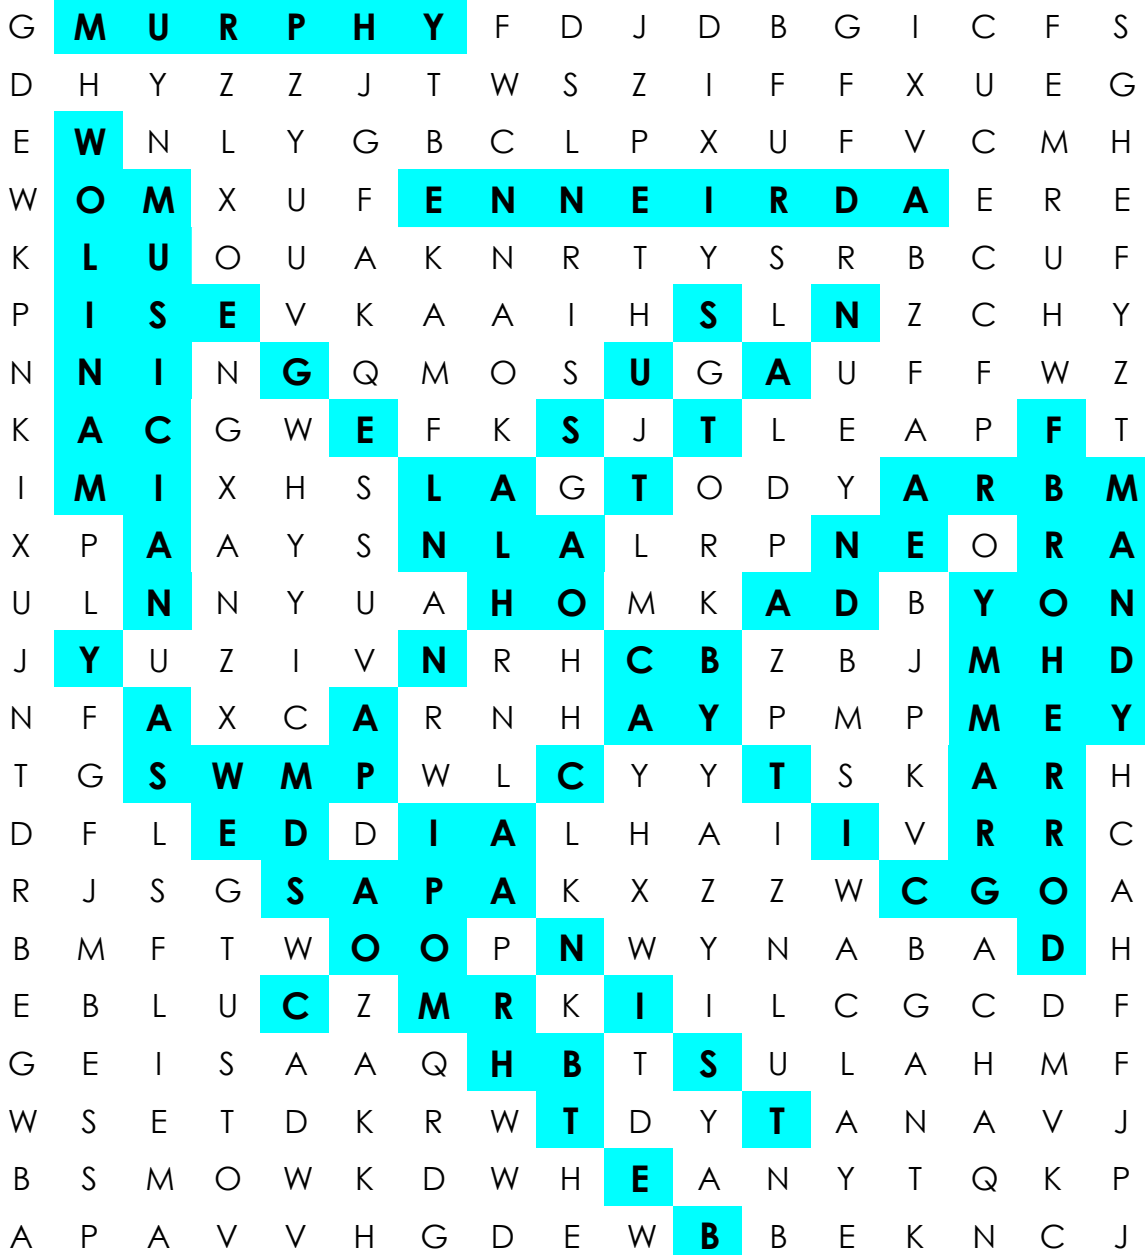 G M U R P H Y F D J D B G I C F S
D H Y Z Z J T W S Z I F F X U E G
E W N L Y G B C L P X U F V C M H
W O M X U F E N N E I R D A E R E
K L U O U A K N R T Y S R B C U F
P I S E V K A A I H S L N Z C H Y
N N I N G Q M O S U G A U F F W Z
K A C G W E F K S J T L E A P F T
I M I X H S L A G T O D Y A R B M
X P A A Y S N L A L R P N E O R A
U L N N Y U A H O M K A D B Y O N
J Y U Z I V N R H C B Z B J M H D
N F A X C A R N H A Y P M P M E Y
T G S W M P W L C Y Y T S K A R H
D F L E D D I A L H A I I V R R C
R J S G S A P A K X Z Z W C G O A
B M F T W O O P N W Y N A B A D H
E B L U C Z M R K I I L C G C D F
G E I S A A Q H B T S U L A H M F
W S E T D K R W T D Y T A N A V J
B S M O W K D W H E A N Y T Q K P
A P A V V H G D E W B B E K N C J